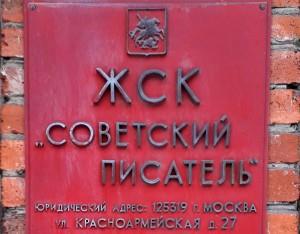 ЖСК
„СОВЕТСКИЙ
ПИСАТЕЛЬ"
ЮРИДИЧЕСКИЙ АДРЕС: 125319 Г. МОСКВА
УЛ. КРАСНОАРМЕЙСКАЯ Д. 27